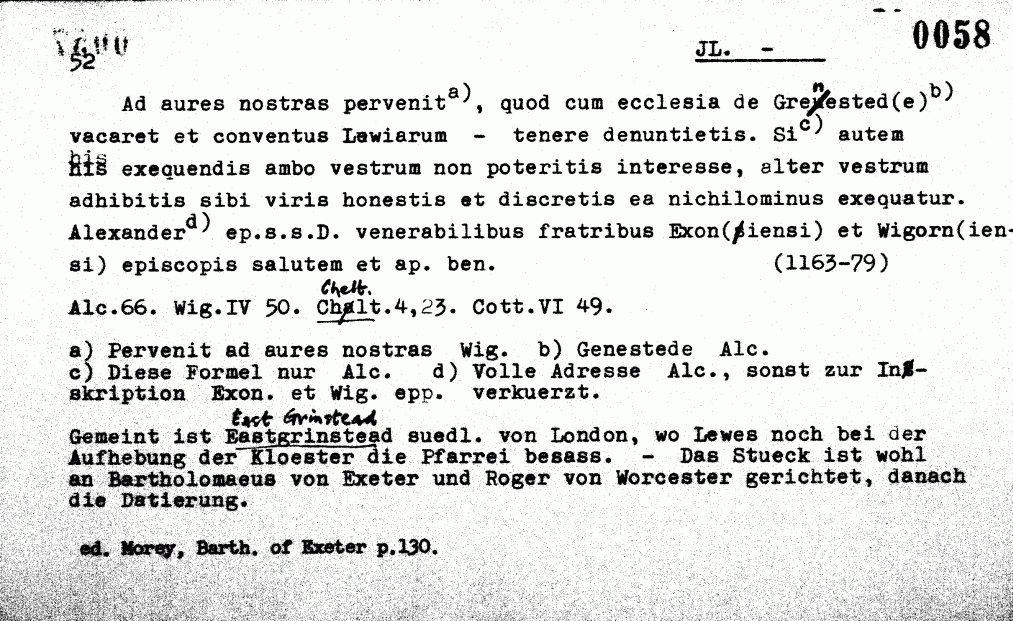 0058
52
JL. -
Ad aures nostras pervenit a), quod cum ecclesia de Grenested(e) b)
vacaret et conventus Lewiarum - tenere denuntietis. Si c) autem
his exequendis ambo vestrum non poteritis interesse, alter vestrum
adhibitis sibi viris honestis et discretis ea nichilominus exequatur.
Alexander d) ep.s.s.D. venerabilibus fratribus Exon(iensi) et Wigorn(ien-
si) episcopis salutem et ap. ben. (1163-79)
Chelt.
Alc.66. Wig.IV 50. Chalt.4,23. Cott.VI 49.
a) Pervenit ad aures nostras Wig. b) Genestede Alc.
c) Diese Formel nur Alc. d) Volle Adresse Alc., sonst zur In-
skription Exon. et Wig. epp. verkuerzt.
East Grinstead
Gemeint ist Eastgrinstead suedl. von London, wo Lewes noch bei der
Aufhebung der Kloester die Pfarrei besass. - Das Stueck ist wohl
an Bartholomaeus von Exeter und Roger von Worcester gerichtet, danach
die Datierung.
ed. Morey, Barth. of Exeter p.130.